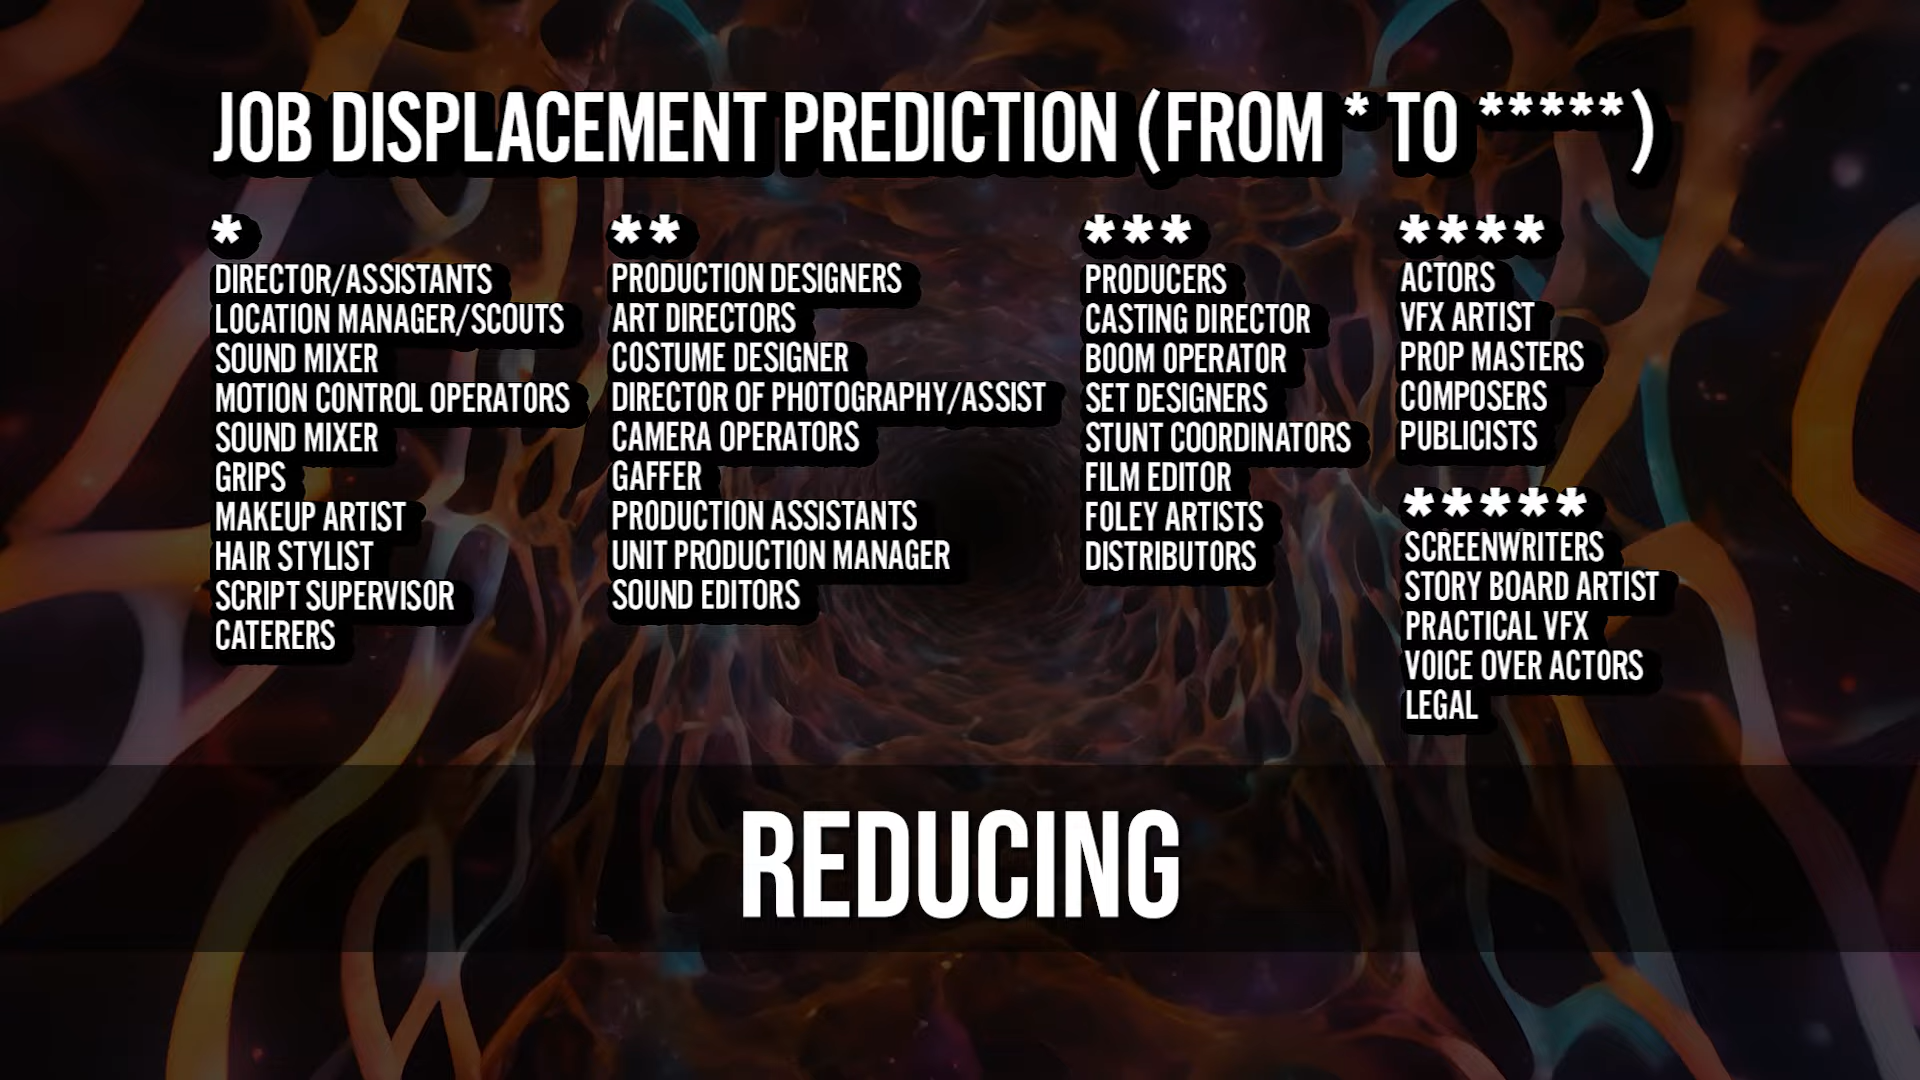 JOB DISPLACEMENT PREDICTION (FROM * TO *****)
*
DIRECTOR/ASSISTANTS
LOCATION MANAGER/SCOUTS
SOUND MIXER
MOTION CONTROL OPERATORS
SOUND MIXER
GRIPS
MAKEUP ARTIST
HAIR STYLIST
SCRIPT SUPERVISOR
CATERERS
**
PRODUCTION DESIGNERS
ART DIRECTORS
COSTUME DESIGNER
DIRECTOR OF PHOTOGRAPHY/ASSIST
CAMERA OPERATORS
GAFFER
PRODUCTION ASSISTANTS
UNIT PRODUCTION MANAGER
SOUND EDITORS
***
PRODUCERS
CASTING DIRECTOR
BOOM OPERATOR
SET DESIGNERS
STUNT COORDINATORS
FILM EDITOR
FOLEY ARTISTS
DISTRIBUTORS
****
ACTORS
VFX ARTIST
PROP MASTERS
COMPOSERS
PUBLICISTS
*****
SCREENWRITERS
STORY BOARD ARTIST
PRACTICAL VFX
VOICE OVER ACTORS
LEGAL
REDUCING